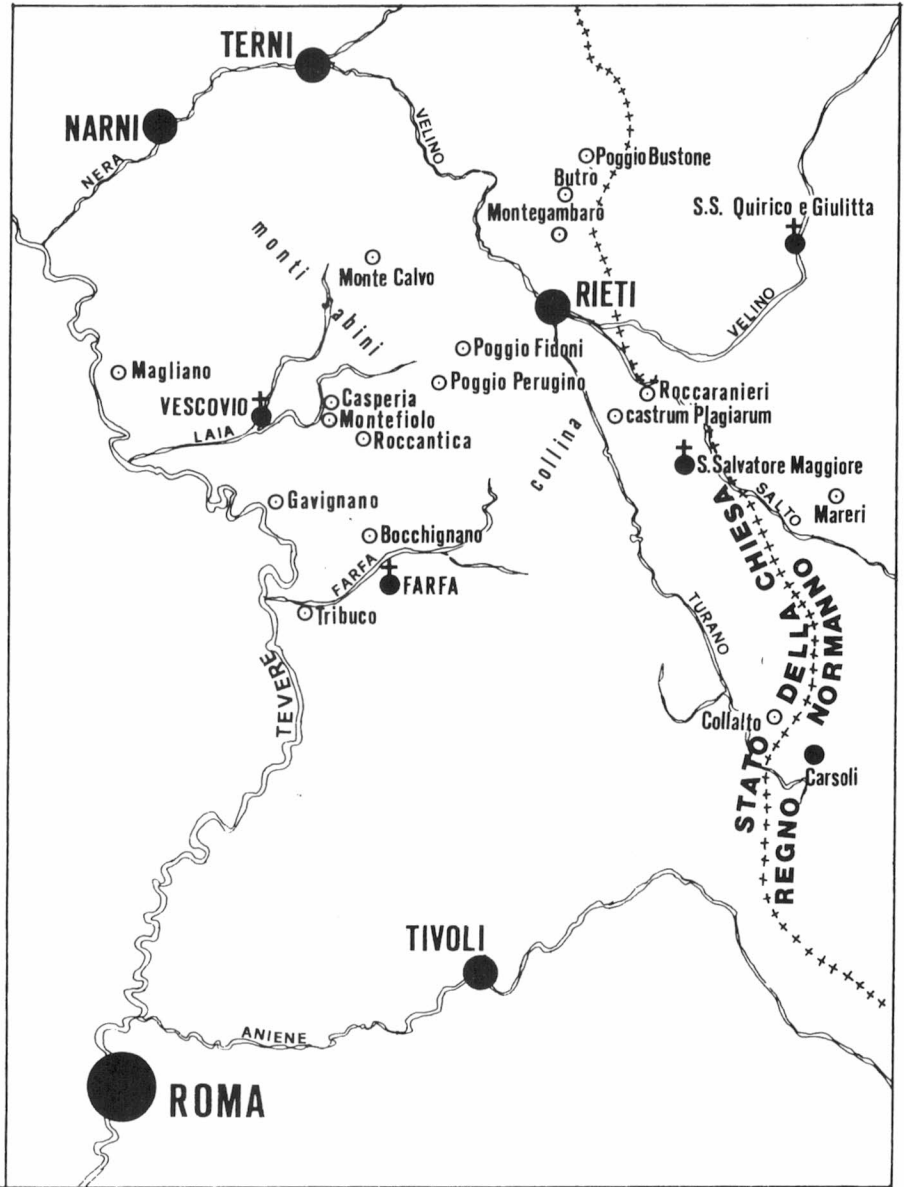 TERNI
NARNI
NERA
VELINO
Poggio Bustone
Butro
Montegambaro
S.S. Quirico e Giulitta
monti
sabini
Monte Calvo
RIETI
VELINO
Magliano
Poggio Fidoni
Poggio Perugino
VESCOVIO
LAIA
Casperia
Montefiolo
Roccantica
Roccaranieri
castrum Plagiarum
collina
S.Salvatore Maggiore
SALTO
Mareri
Gavignano
Bocchignano
FARFA
FARFA
Tribuco
TEVERE
TURANO
STATO DELLA CHIESA
REGNO NORMANNO
Collalto
Carsoli
TIVOLI
ANIENE
ROMA